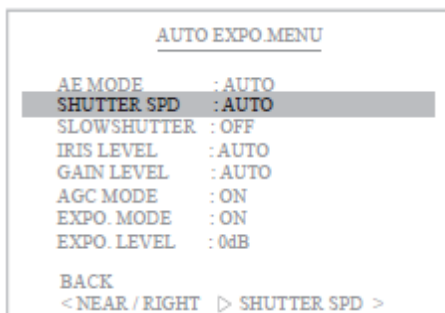 AUTO EXPO.MENU
AE MODE : AUTO
SHUTTER SPD : AUTO
SLOWSHUTTER : OFF
IRIS LEVEL : AUTO
GAIN LEVEL : AUTO
AGC MODE : ON
EXPO. MODE : ON
EXPO. LEVEL : 0dB
BACK
< NEAR / RIGHT ▷ SHUTTER SPD >